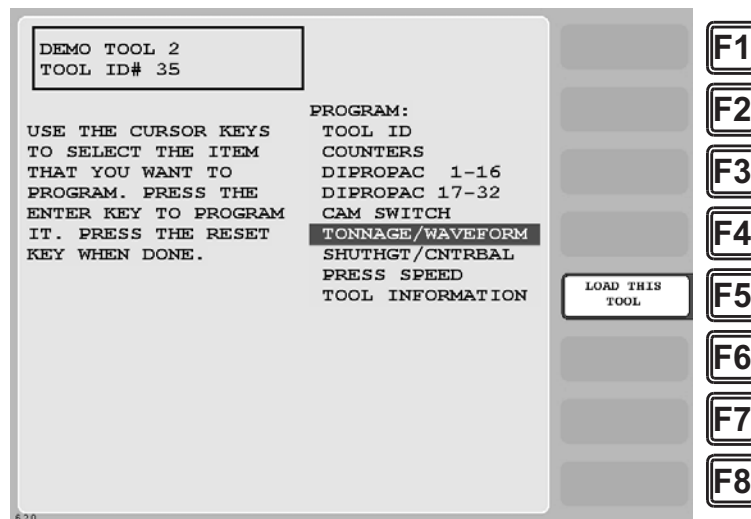 DEMO TOOL 2
TOOL ID# 35
USE THE CURSOR KEYS
TO SELECT THE ITEM
THAT YOU WANT TO
PROGRAM. PRESS THE
ENTER KEY TO PROGRAM
IT. PRESS THE RESET
KEY WHEN DONE.
PROGRAM:
TOOL ID
COUNTERS
DIPROPAC 1-16
DIPROPAC 17-32
CAM SWITCH
TONNAGE/WAVEFORM
SHUTHGT/CNTRBAL
PRESS SPEED
TOOL INFORMATION
LOAD THIS
TOOL
F1
F2
F3
F4
F5
F6
F7
F8